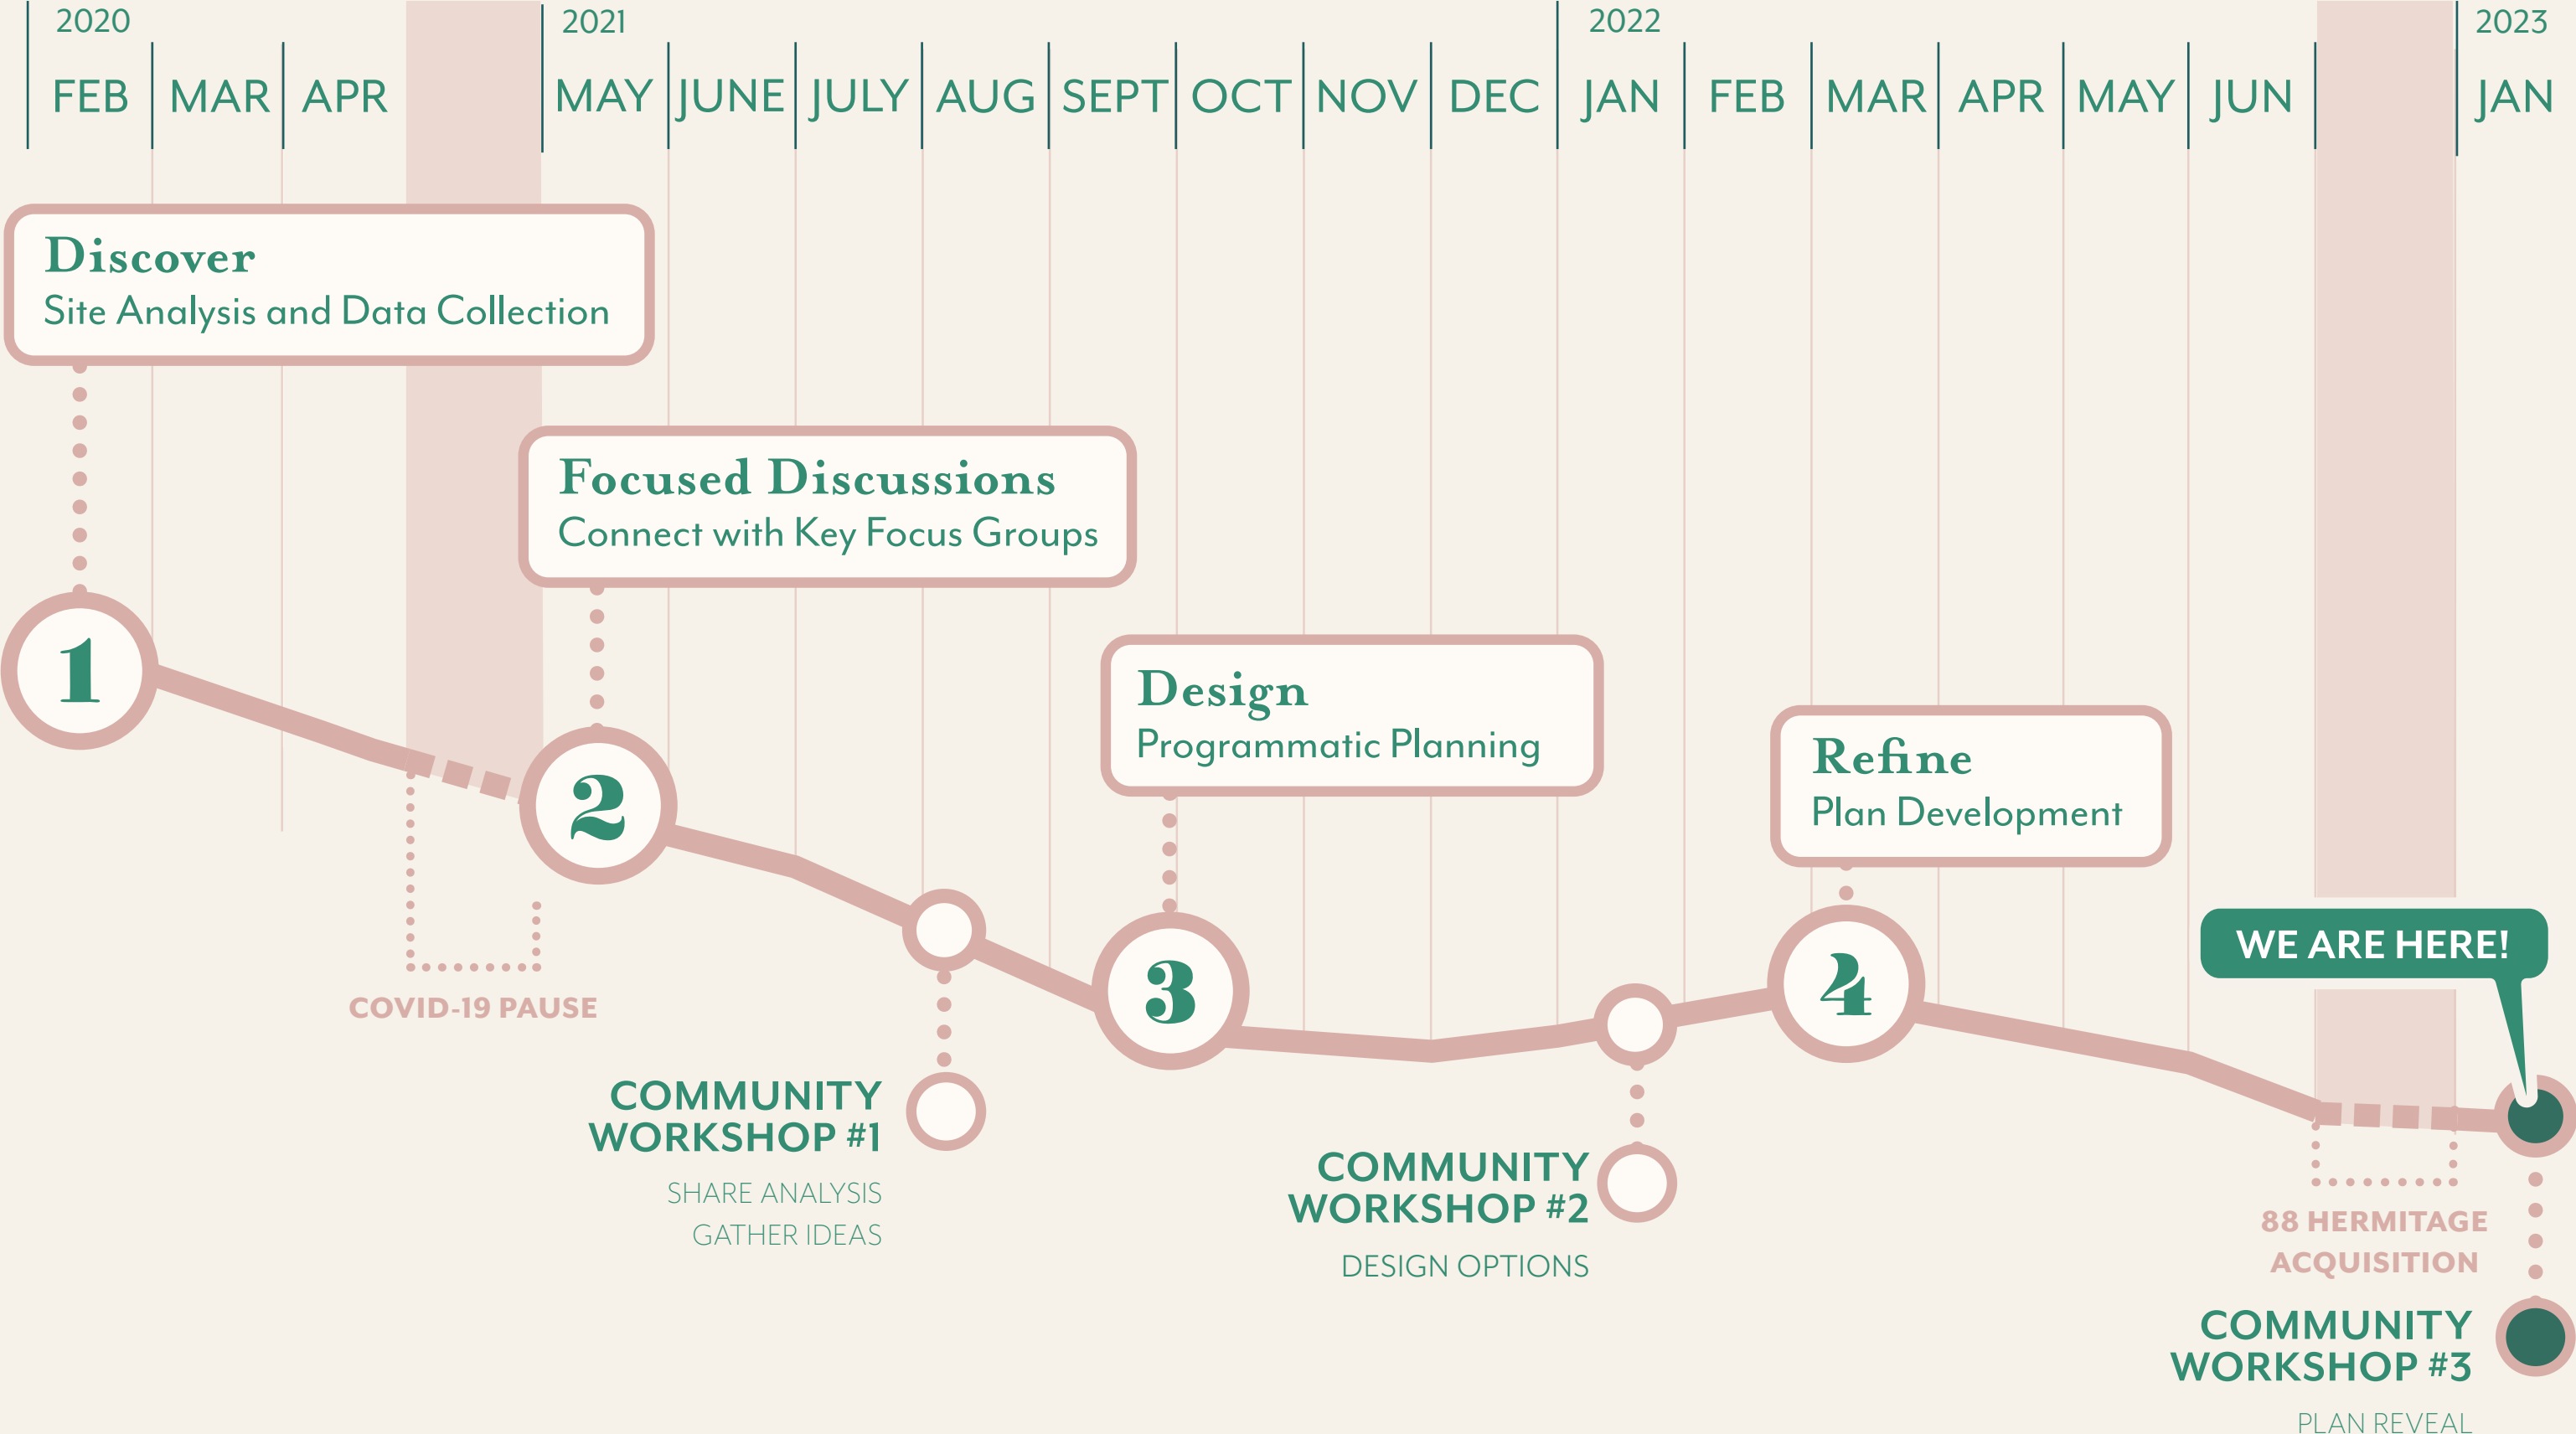 2020
2021
2022
2023
FEB
MAR
APR
MAY
JUNE
JULY
AUG
SEPT
OCT
NOV
DEC
JAN
FEB
MAR
APR
MAY
JUN
JAN
Discover
Site Analysis and Data Collection
Focused Discussions
Connect with Key Focus Groups
Design
Programmatic Planning
Refine
Plan Development
1
2
3
4
WE ARE HERE!
COVID-19 PAUSE
COMMUNITY
WORKSHOP #1
SHARE ANALYSIS
GATHER IDEAS
COMMUNITY
WORKSHOP #2
DESIGN OPTIONS
88 HERMITAGE
ACQUISITION
COMMUNITY
WORKSHOP #3
PLAN REVEAL